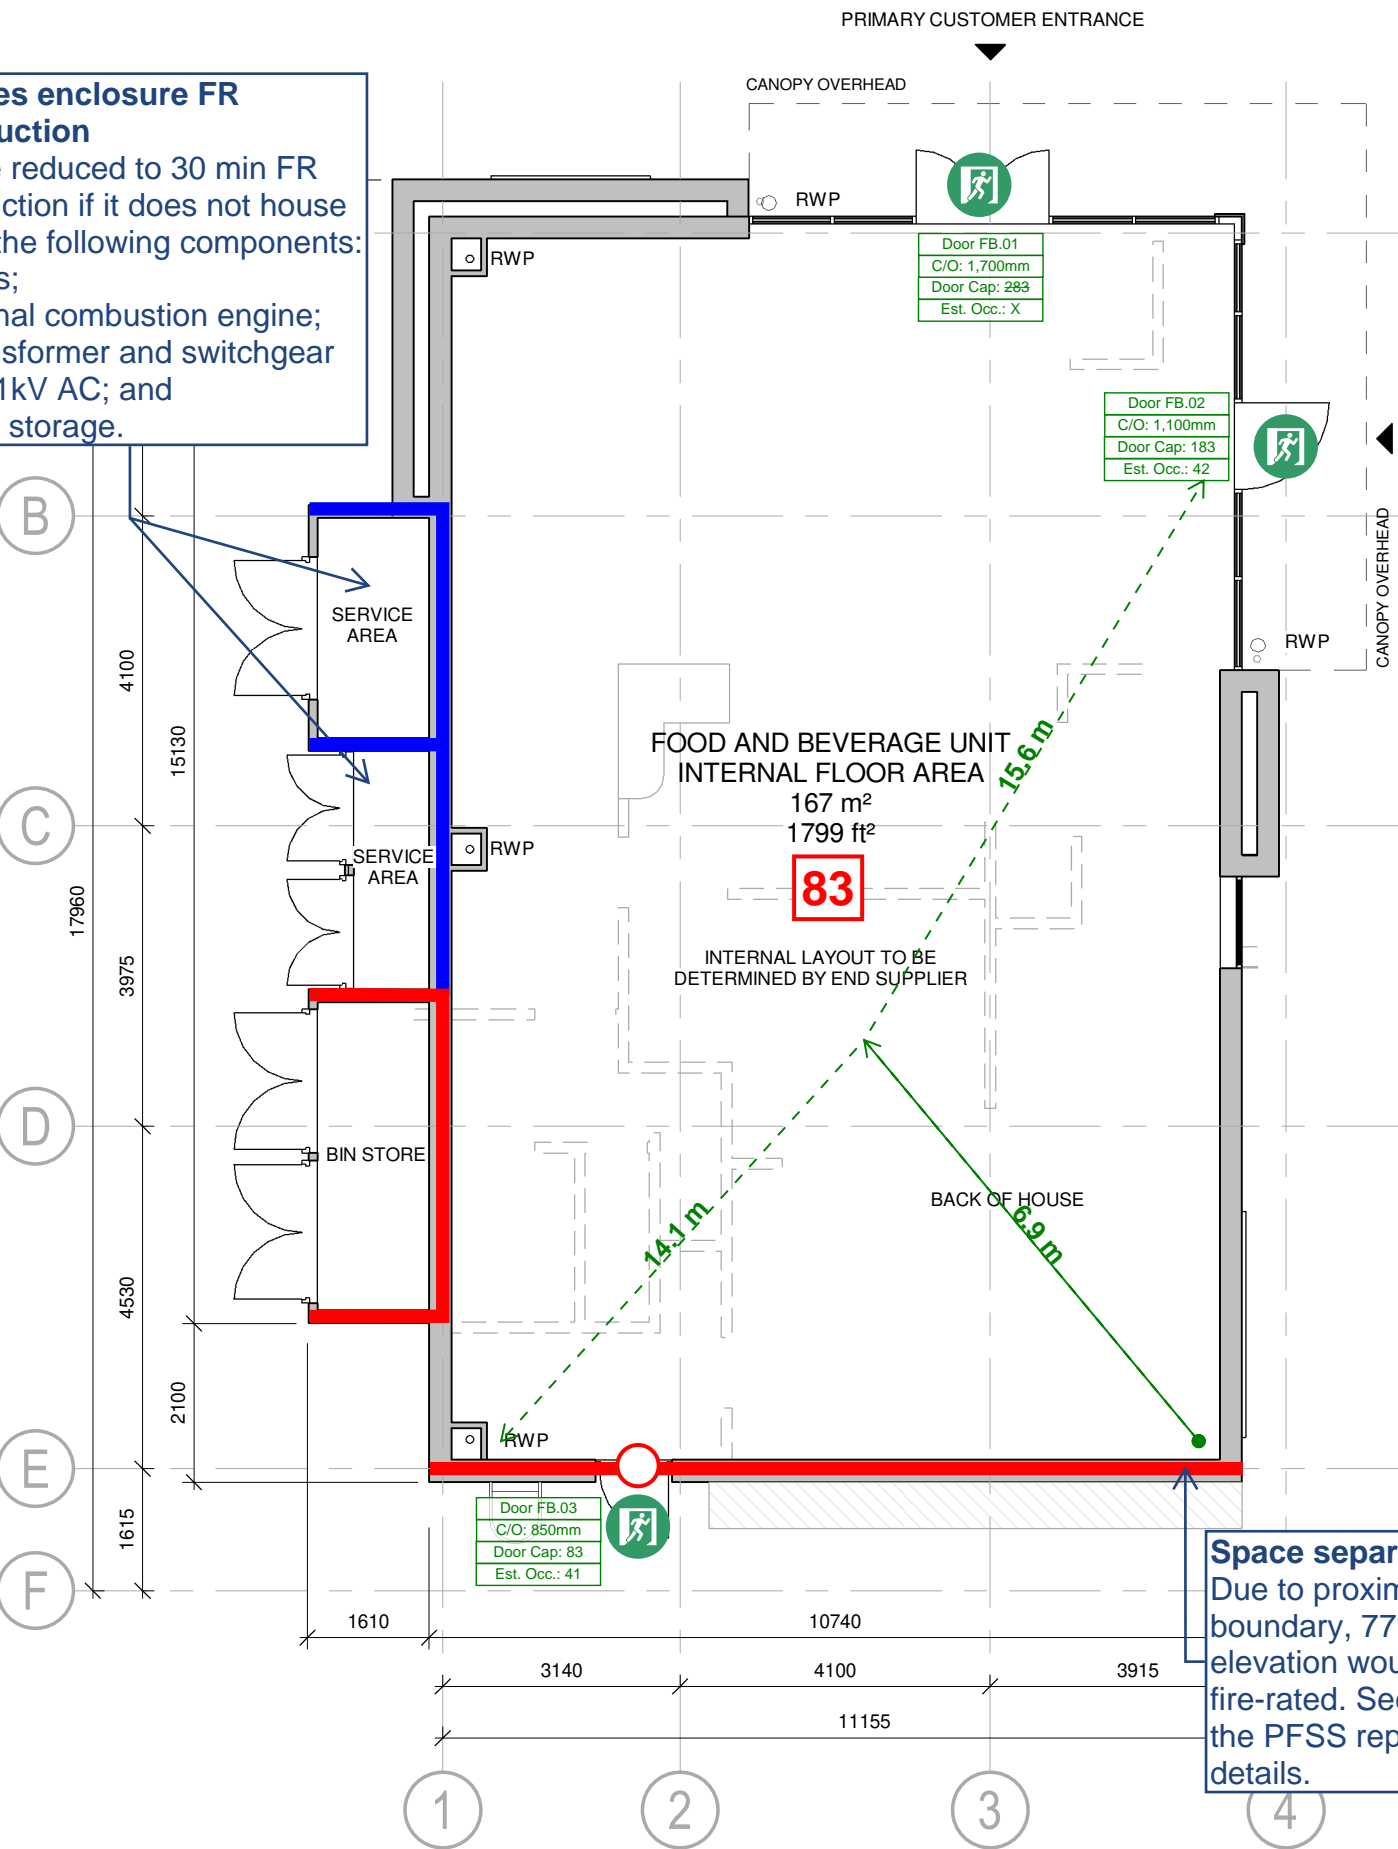 PRIMARY CUSTOMER ENTRANCE
CANOPY OVERHEAD
es enclosure FR
uction
reduced to 30 min FR
ction if it does not house
the following components:
s;
nal combustion engine;
sformer and switchgear
1kV AC; and
storage.
RWP
RWP
Door FB.01
C/O: 1,700mm
Door Cap: 283
Est. Occ.: X
Door FB.02
C/O: 1,100mm
Door Cap: 183
Est. Occ.: 42
CANOPY OVERHEAD
RWP
B
SERVICE
AREA
4100
15130
FOOD AND BEVERAGE UNIT
INTERNAL FLOOR AREA
167 m²
1799 ft²
83
15.6 m
C
RWP
SERVICE
AREA
17960
3975
INTERNAL LAYOUT TO BE
DETERMINED BY END SUPPLIER
D
BIN STORE
BACK OF HOUSE
14.1 m
6.9 m
4530
2100
RWP
E
1615
Door FB.03
C/O: 850mm
Door Cap: 83
Est. Occ.: 41
F
Space separ
Due to proxim
boundary, 77
elevation wou
fire-rated. See
the PFSS rep
details.
1610
10740
3140
4100
3915
11155
1
2
3
4